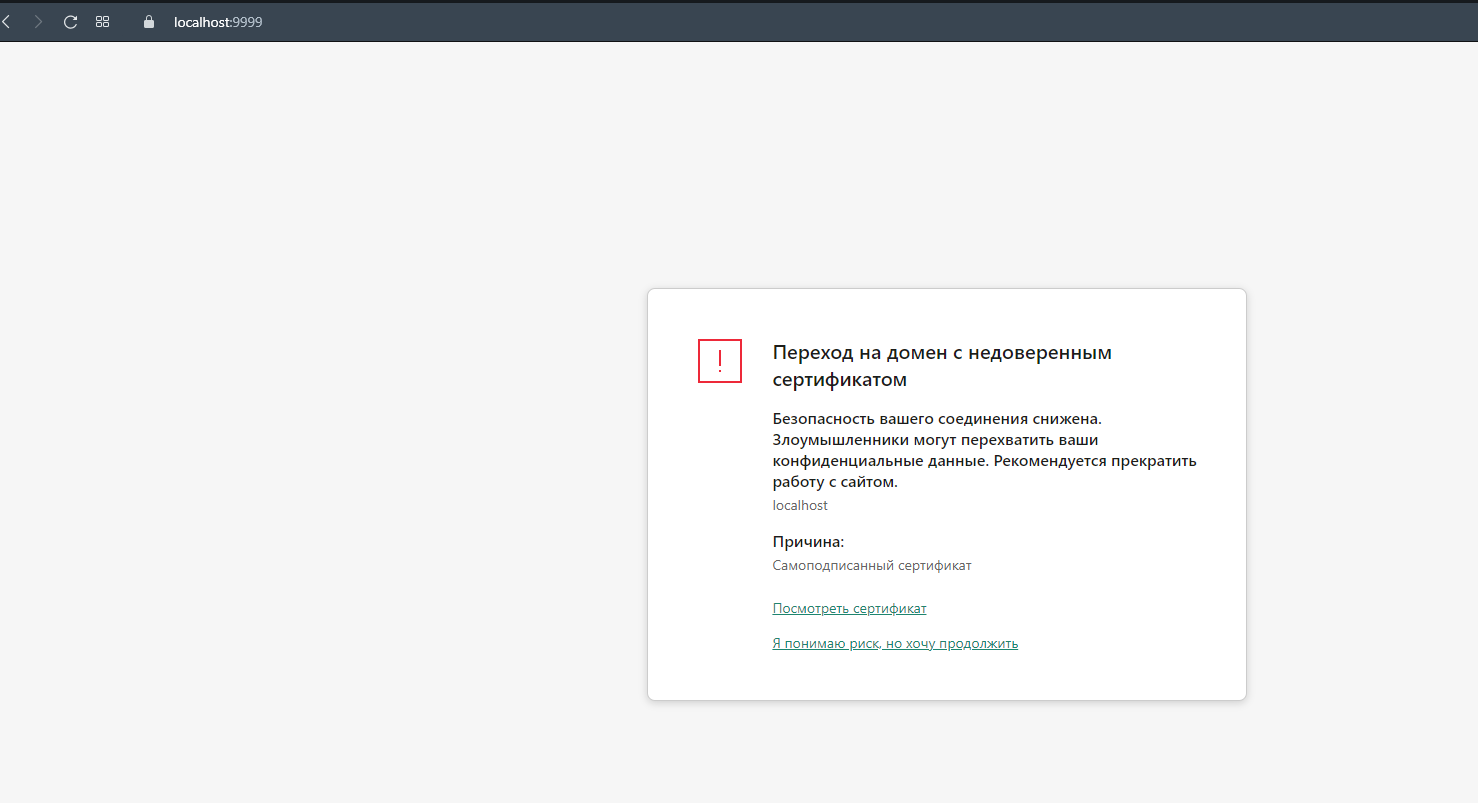 localhost:9999
Переход на домен с недоверенным
сертификатом
Безопасность вашего соединения снижена.
Злоумышленники могут перехватить ваши
конфиденциальные данные. Рекомендуется прекратить
работу с сайтом.
localhost
Причина:
Самоподписанный сертификат
Посмотреть сертификат
Я понимаю риск, но хочу продолжить